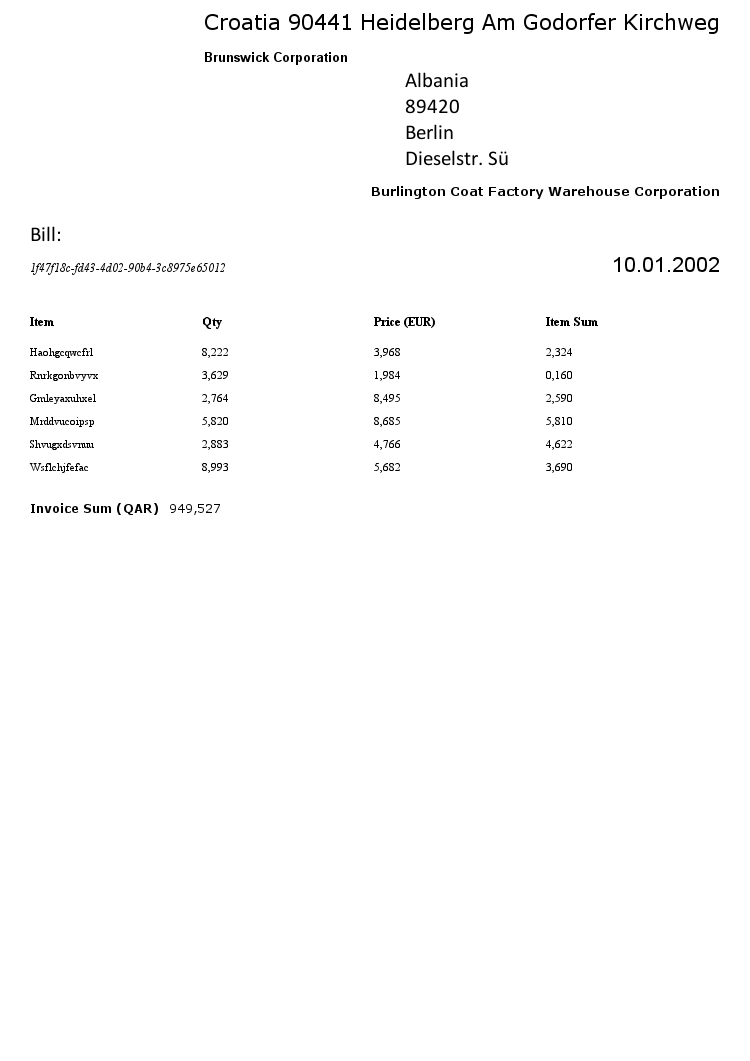 Croatia 90441 Heidelberg Am Godorfer Kirchweg
Brunswick Corporation
Albania
89420
Berlin
Dieselstr. Sü
Burlington Coat Factory Warehouse Corporation
Bill:
1f47f18c-fd43-4d02-90b4-3c8975e65012 10.01.2002
Item Qty Price (EUR) Item Sum
Haohgcqwcfrl 8,222 3,968 2,324
Rnrkgonbvyvx 3,629 1,984 0,160
Gmleyaxuhxel 2,764 8,495 2,590
Mrddvucoipsp 5,820 8,685 5,810
Shvugxdsvmm 2,883 4,766 4,622
Wsflchjfefac 8,993 5,682 3,690
Invoice Sum (QAR) 949,527